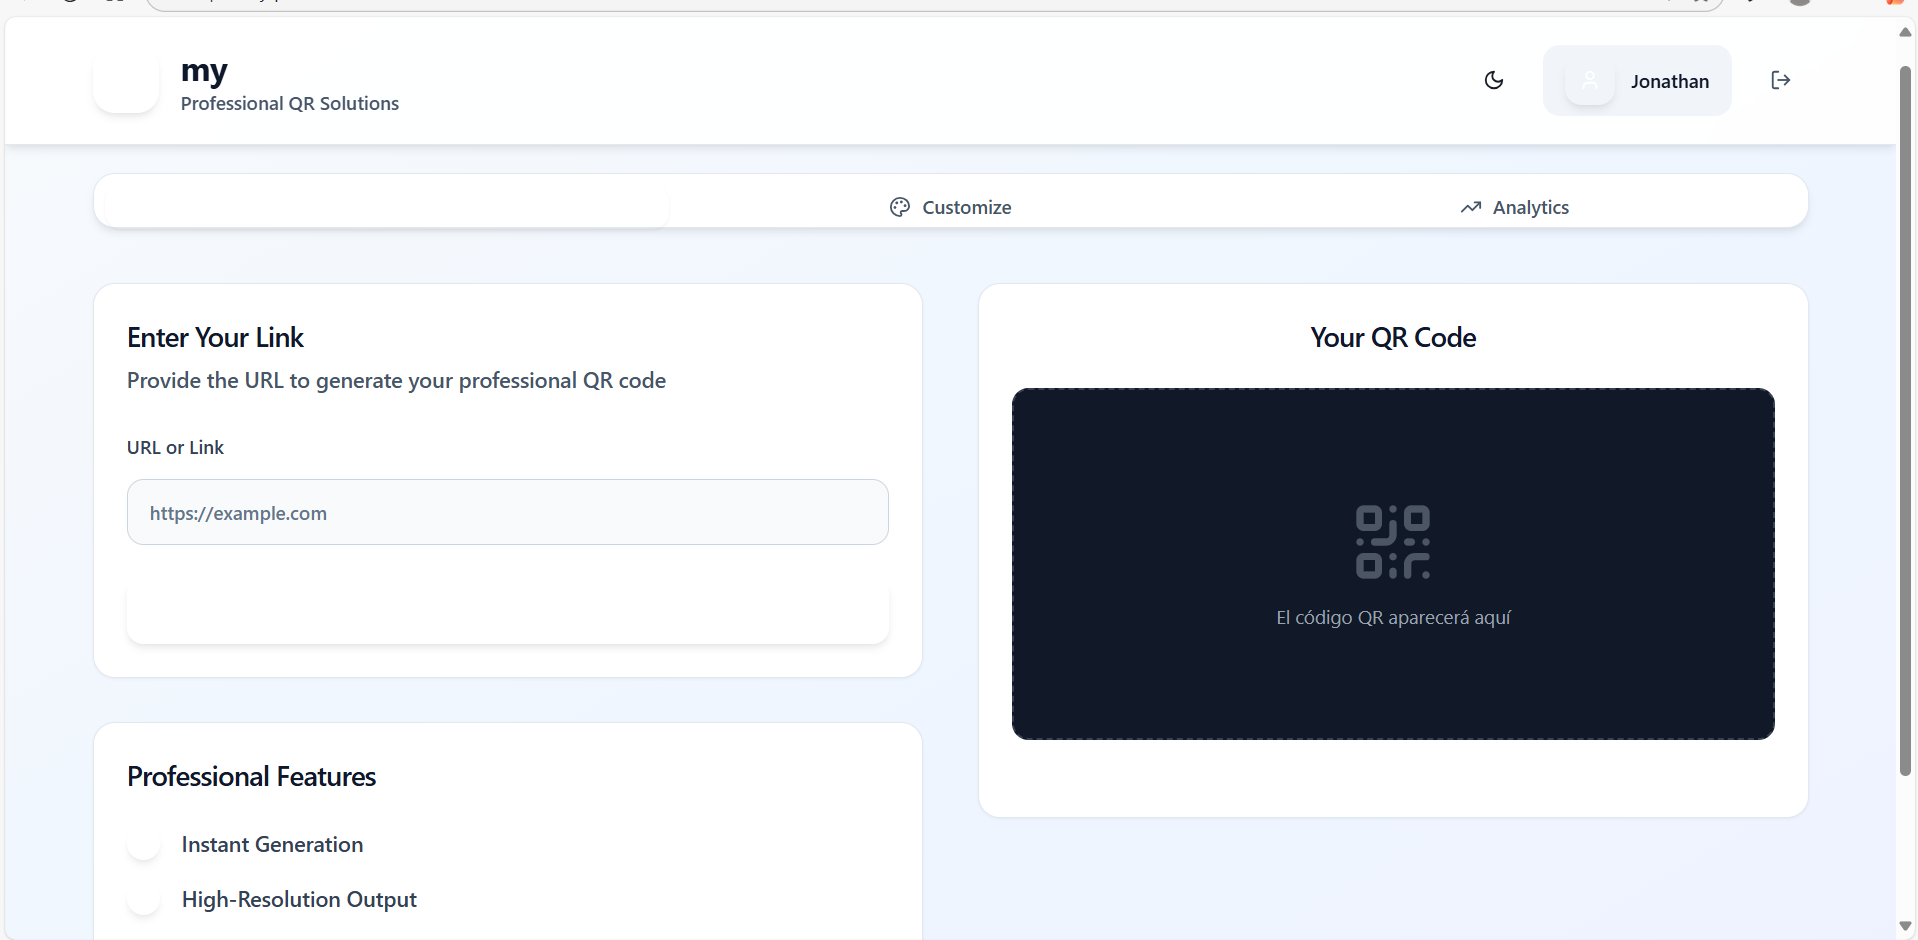 my
Professional QR Solutions
Jonathan
Customize
Analytics
Enter Your Link
Provide the URL to generate your professional QR code
URL or Link
https://example.com
Your QR Code
El código QR aparecerá aquí
Professional Features
Instant Generation
High-Resolution Output